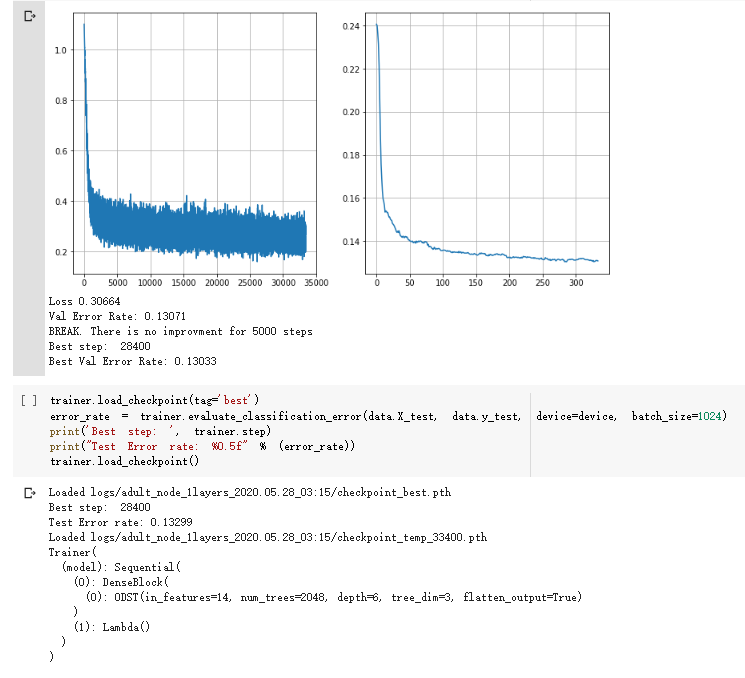 1.0
0.8
0.6
0.4
0.2
0 5000 10000 15000 20000 25000 30000 35000
0.24
0.22
0.20
0.18
0.16
0.14
0 50 100 150 200 250 300
Loss 0.30664
Val Error Rate: 0.13071
BREAK. There is no improvment for 5000 steps
Best step:  28400
Best Val Error Rate: 0.13033
[ ] trainer.load_checkpoint(tag='best')
error_rate = trainer.evaluate_classification_error(data.X_test, data.y_test, device=device, batch_size=1024)
print('Best step: ', trainer.step)
print("Test Error rate: %0.5f" % (error_rate))
trainer.load_checkpoint()
Loaded logs/adult_node_1layers_2020.05.28_03:15/checkpoint_best.pth
Best step:  28400
Test Error rate: 0.13299
Loaded logs/adult_node_1layers_2020.05.28_03:15/checkpoint_temp_33400.pth
Trainer(
  (model): Sequential(
    (0): DenseBlock(
      (0): ODST(in_features=14, num_trees=2048, depth=6, tree_dim=3, flatten_output=True)
    )
    (1): Lambda()
  )
)